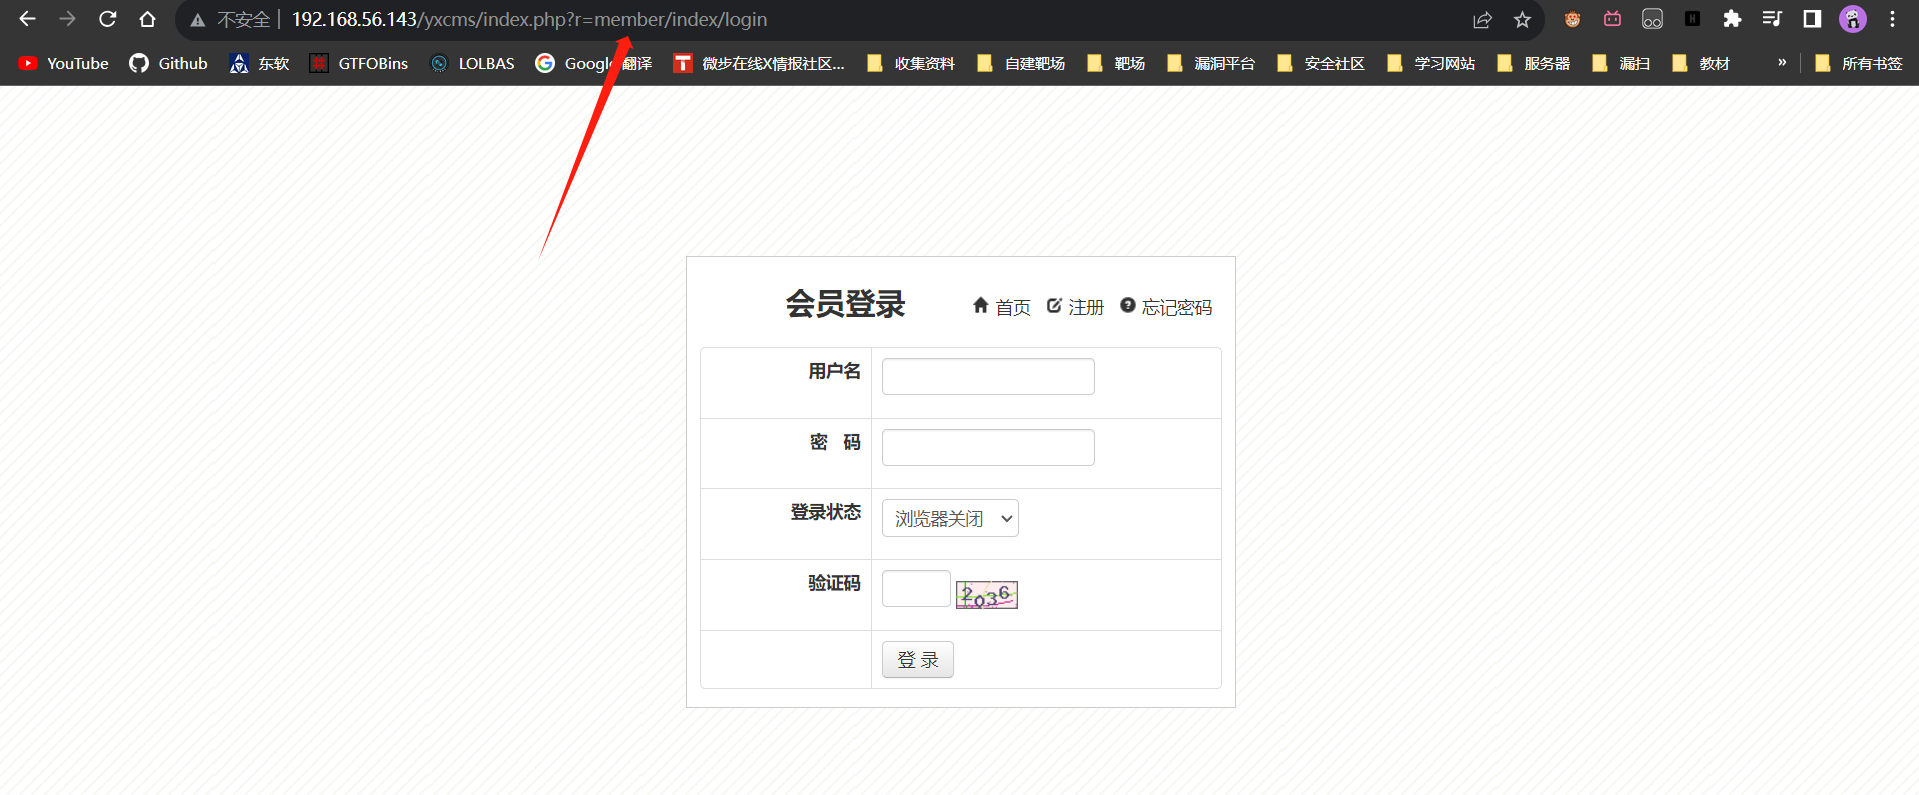 不安全 192.168.56.143/yxcms/index.php?r=member/index/login
YouTube Github 东软 GTFOBins LOLBAS Google 翻译 微步在线X情报社区... 收集资料 自建靶场 靶场 漏洞平台 安全社区 学习网站 服务器 漏扫 教材 » 所有书签
会员登录 首页 注册 忘记密码
用户名
密 码
登录状态 浏览器关闭
验证码 2036
登 录